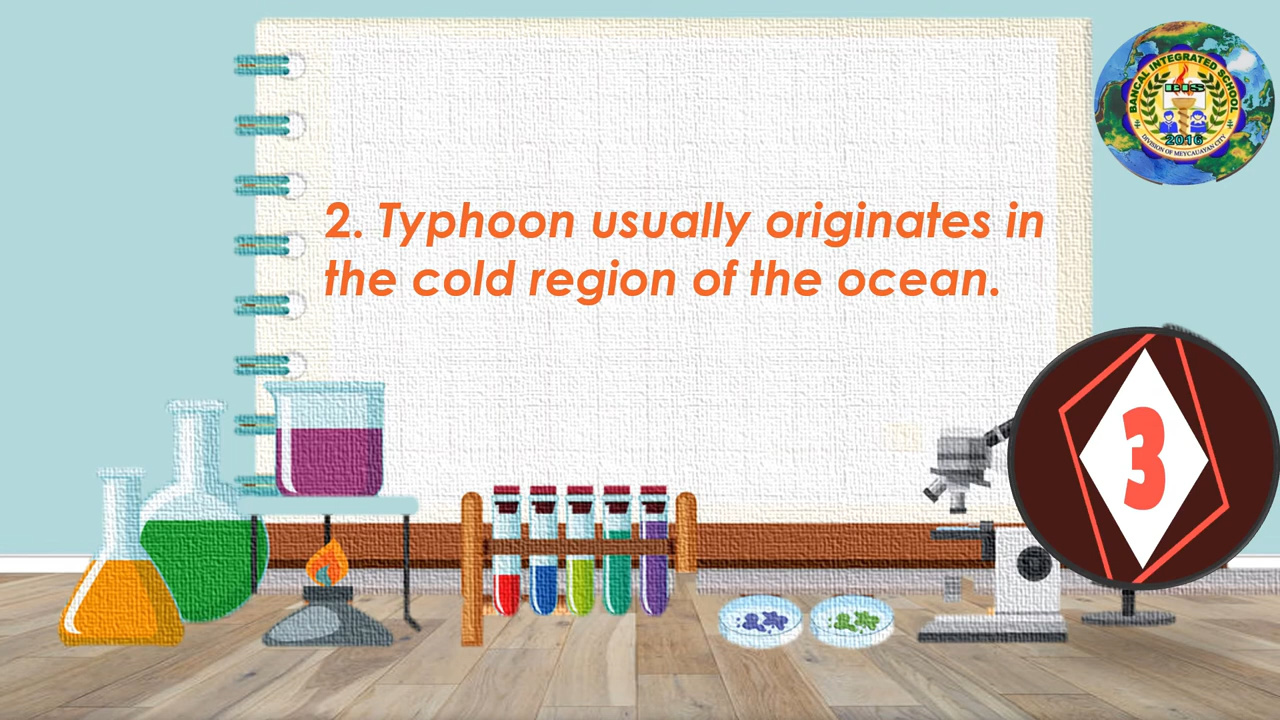 BANCAL INTEGRATED SCHOOL
BIS
2016
DIVISION OF MEYCAUAYAN CITY
2. Typhoon usually originates in
the cold region of the ocean.
3